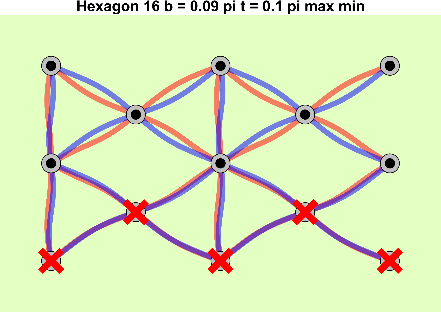 Hexagon 16 b = 0.09 pi t = 0.1 pi max min